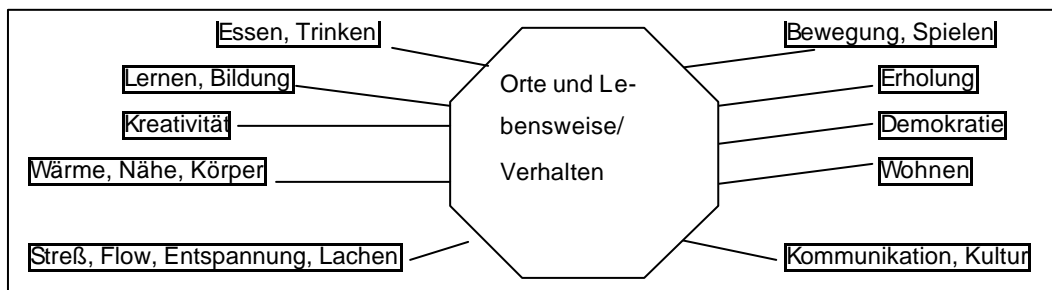 Essen, Trinken
Bewegung, Spielen
Lernen, Bildung
Orte und Le-
Erholung
Kreativität
bensweise/
Demokratie
Wärme, Nähe, Körper
Verhalten
Wohnen
Streß, Flow, Entspannung, Lachen
Kommunikation, Kultur